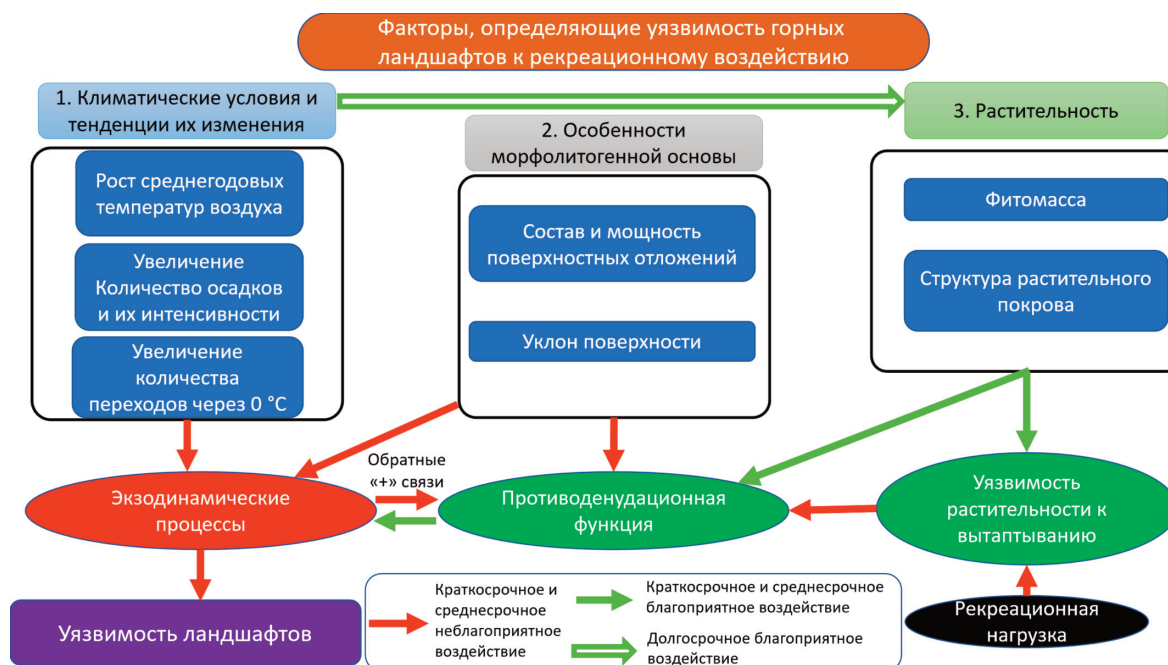 Факторы, определяющие уязвимость горных
ландшафтов к рекреационному воздействию
1. Климатические условия и
тенденции их изменения
2. Особенности
морфолитогенной основы
3. Растительность
Рост среднегодовых
температур воздуха
Увеличение
Количество осадков
и их интенсивности
Увеличение
количества
переходов через 0 °C
Состав и мощность
поверхностных отложений
Уклон поверхности
Фитомасса
Структура растительного
покрова
Экзодинамические
процессы
Обратные
«+» связи
Противоденудационная
функция
Уязвимость
растительности к
вытаптыванию
Уязвимость ландшафтов
Краткосрочное и
среднесрочное
неблагоприятное
воздействие
Краткосрочное и среднесрочное
благоприятное воздействие
Долгосрочное благоприятное
воздействие
Рекреационная
нагрузка